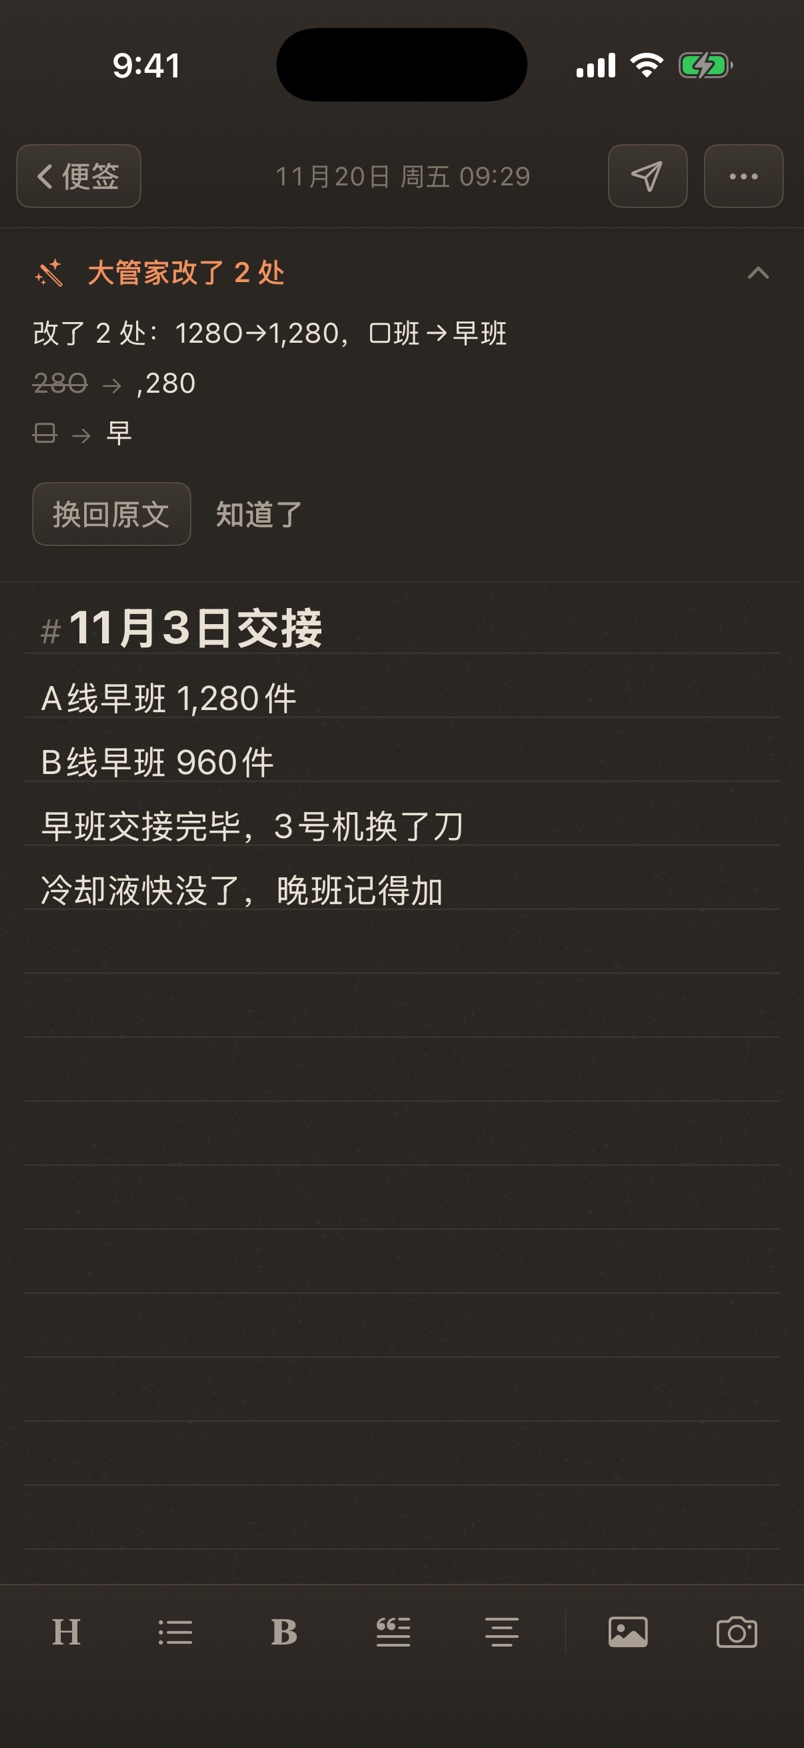 9:41
便签
11月20日 周五 09:29
大管家改了 2 处
改了 2 处：128O→1,280，口班→早班
28O → ,280
口 → 早
换回原文 知道了
# 11月3日交接
A线早班 1,280件
B线早班 960件
早班交接完毕，3号机换了刀
冷却液快没了，晚班记得加
H B